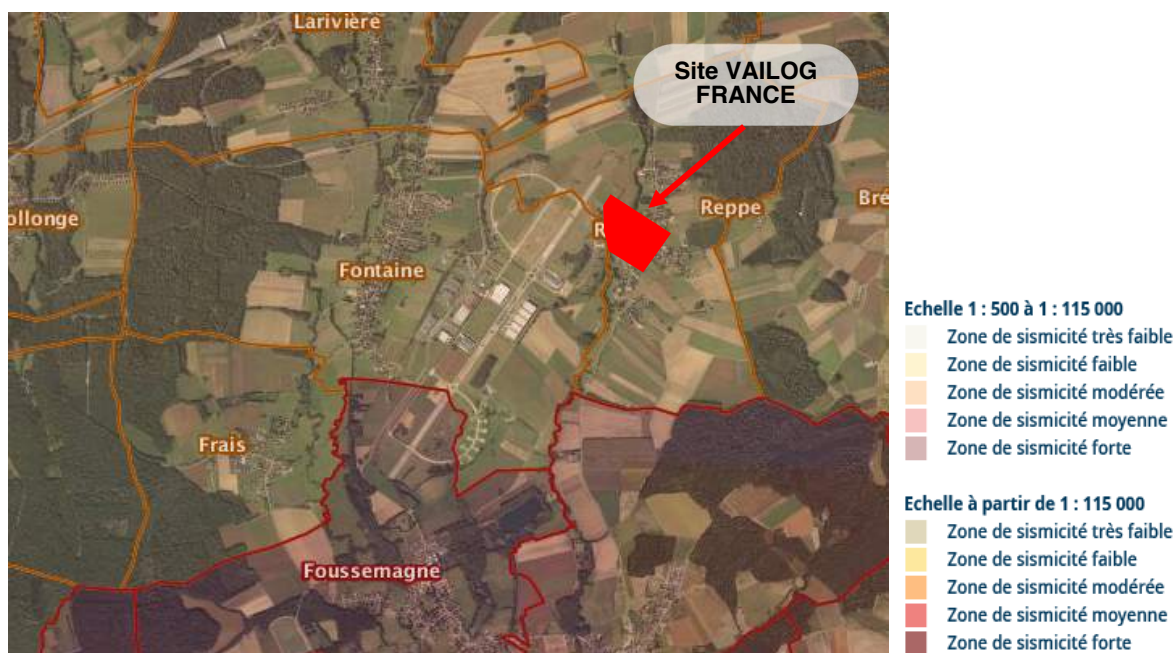 Larivière
Site VAILOG
FRANCE
ollonge
Reppe
Bré
R
Fontaine
Frais
Foussemagne
Echelle 1 : 500 à 1 : 115 000
Zone de sismicité très faible
Zone de sismicité faible
Zone de sismicité modérée
Zone de sismicité moyenne
Zone de sismicité forte
Echelle à partir de 1 : 115 000
Zone de sismicité très faible
Zone de sismicité faible
Zone de sismicité modérée
Zone de sismicité moyenne
Zone de sismicité forte